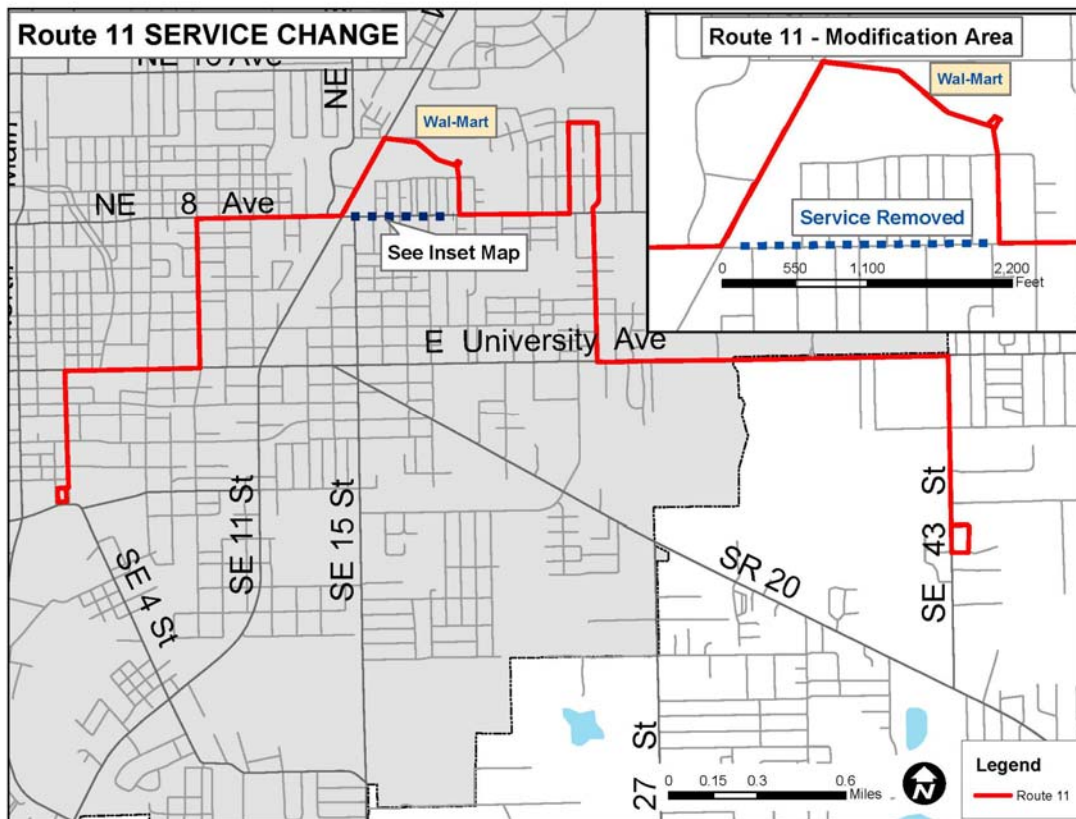 Route 11 SERVICE CHANGE
Route 11 - Modification Area
NE
Wal-Mart
Wal-Mart
Main
NE 8 Ave
Service Removed
See Inset Map
0 550 1,100 2,200
Feet
E University Ave
SE 11 St
SE 15 St
SE 43 St
SE 4 St
SR 20
27 St
0 0.15 0.3 0.6
Miles
N
Legend
Route 11